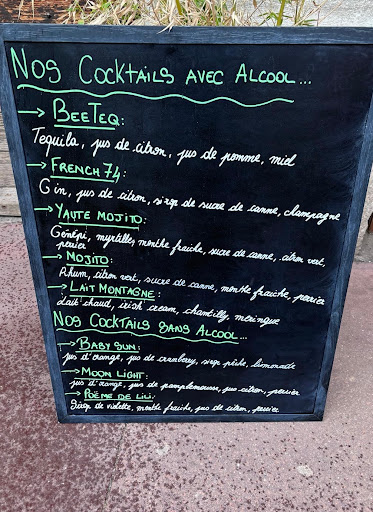 Nos Cocktails avec Alcool...
→ BeeTeq:
Tequila, jus de citron, jus de pomme, miel
→ French 74:
Gin, jus de citron, sirop de sucre de canne, champagne
→ Yaute Mojito:
Génépi, myrtilles, menthe fraiche, sucre de canne, citron vert,
perrier
→ Mojito:
Rhum, citron vert, sucre de canne, menthe fraiche, perrier
→ Lait Montagne:
Lait chaud, irish cream, chantilly, meringue
Nos Cocktails sans Alcool...
→ Baby Sun:
jus d'orange, jus de cranberry, sirop pêche, limonade
→ Moon Light:
jus d'orange, jus de pamplemousse, jus citron, perrier
→ Poème de Lili:
Sirop de violette, menthe fraiche, jus de citron, perrier